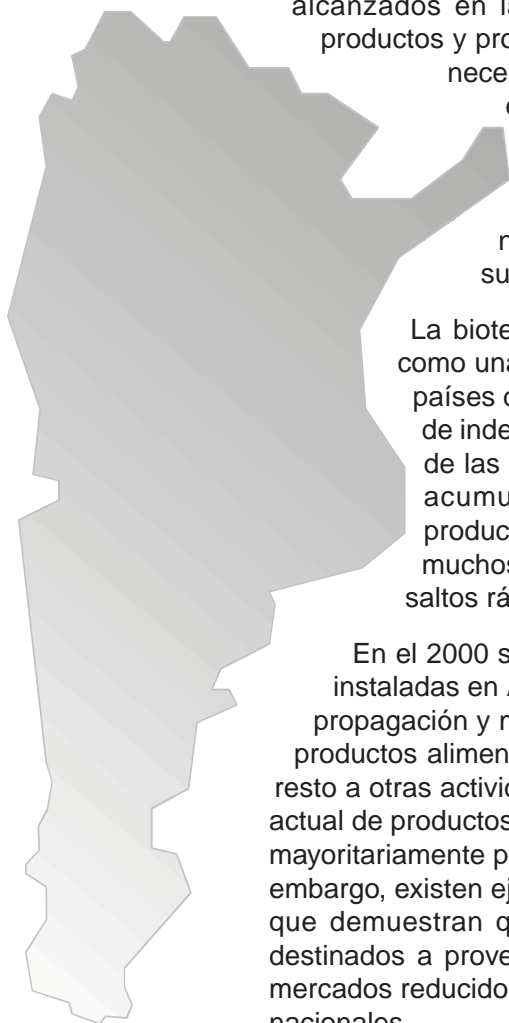 alcanzados en la
productos y pro
nece
su
La biote
como una
países
de inde
de las
acumu
produc
muchos
saltos rá
En el 2000 s
instaladas en
propagación y
productos alimen
resto a otras activi
actual de productos
mayoritariamente p
embargo, existen ej
que demuestran q
destinados a prove
mercados reducido
nacionales